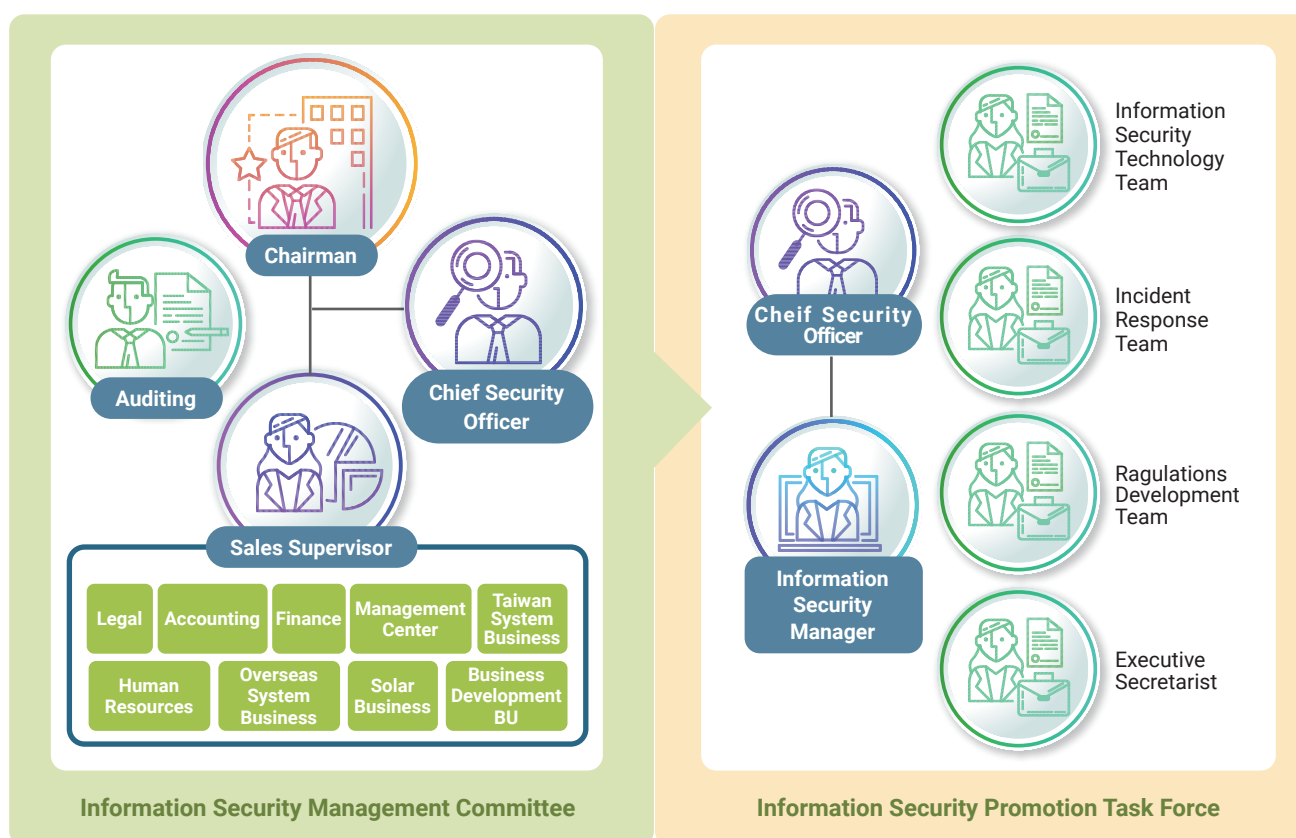 Chairman
Auditing
Chief Security
Officer
Sales Supervisor
Legal
Accounting
Finance
Management
Center
Taiwan
System
Business
Human
Resources
Overseas
System
Business
Solar
Business
Business
Development
BU
Information Security Management Committee
Cheif Security
Officer
Information
Security
Manager
Information
Security
Technology
Team
Incident
Response
Team
Ragulations
Development
Team
Executive
Secretarist
Information Security Promotion Task Force